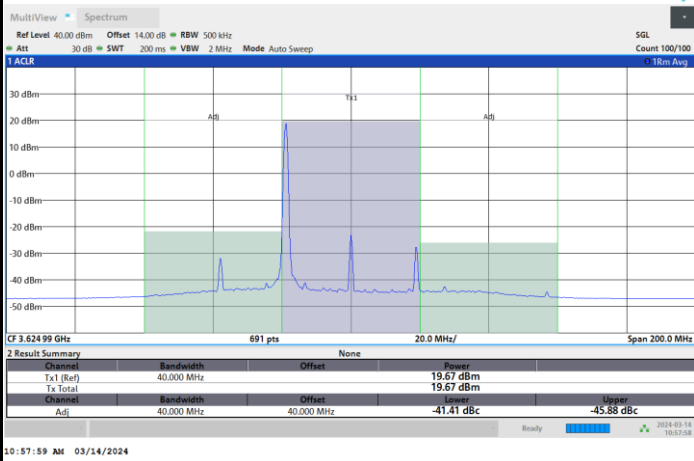 MultiView Spectrum
Ref Level 40.00 dBm Offset 14.00 dB RBW 500 kHz SGL
Att 30 dB SWT 200 ms VBW 2 MHz Mode Auto Sweep Count 100/100
1 ACLR 1Rm Avg
30 dBm
Tx1
20 dBm
Adj Adj
10 dBm
0 dBm
-10 dBm
-20 dBm
-30 dBm
-40 dBm
-50 dBm
CF 3.624 99 GHz 691 pts 20.0 MHz/ Span 200.0 MHz
2 Result Summary None
Channel Bandwidth Offset Power
Tx1 (Ref) 40.000 MHz 19.67 dBm
Tx Total 19.67 dBm
Channel Bandwidth Offset Lower Upper
Adj 40.000 MHz 40.000 MHz -41.41 dBc -45.88 dBc
Ready 2024-03-14
10:57:58
10:57:59 AM 03/14/2024